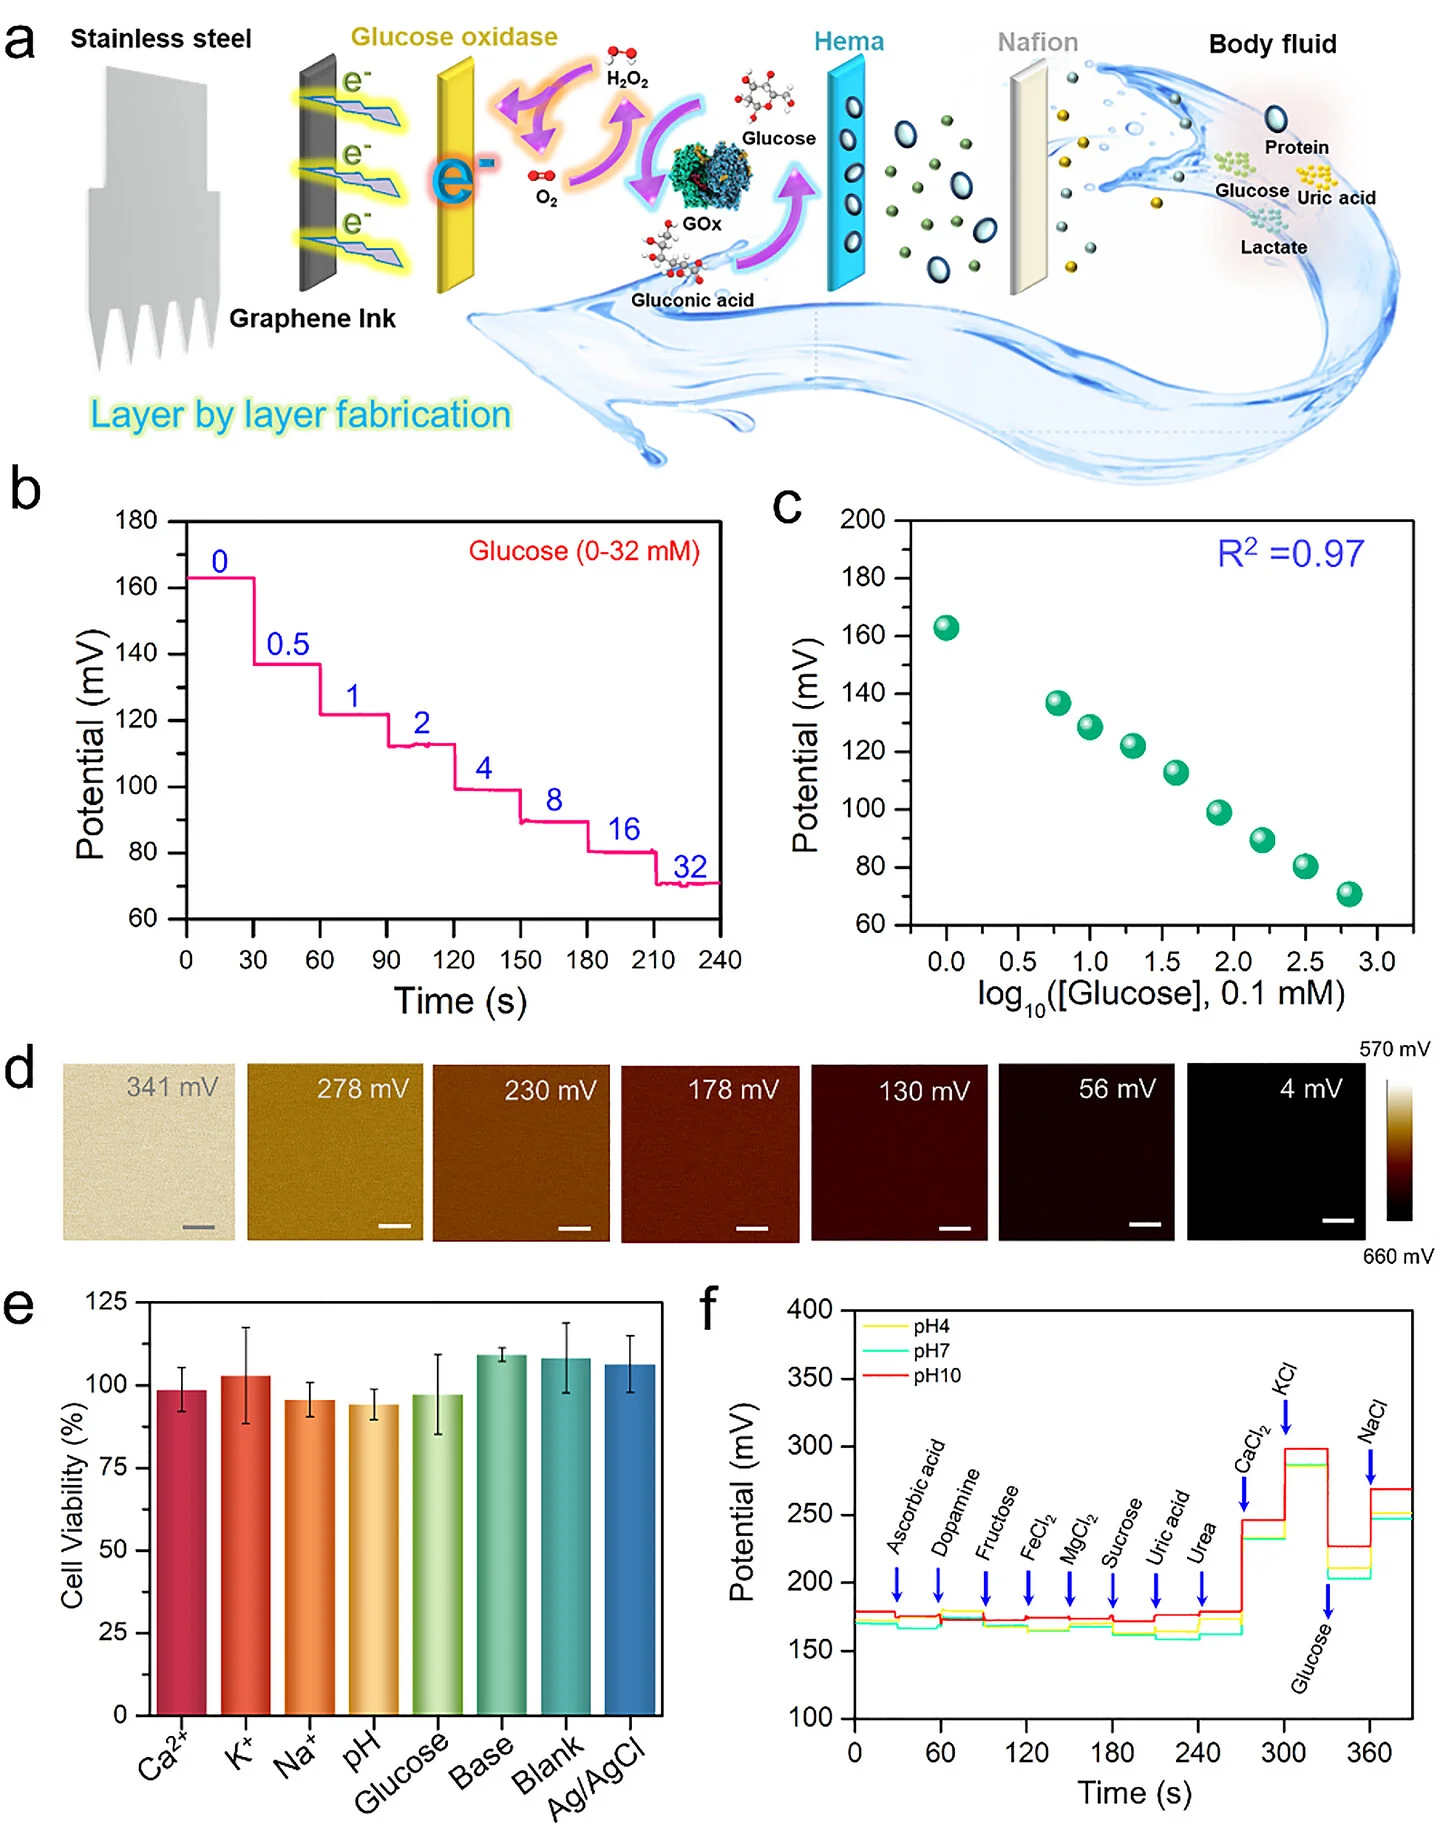 a
Stainless steel
Glucose oxidase
Hema
Nafion
Body fluid
e-
e-
e-
e-
H2O2
O2
Glucose
GOx
Gluconic acid
Protein
Glucose
Uric acid
Lactate
Graphene Ink
Layer by layer fabrication
b
Glucose (0-32 mM)
0
0.5
1
2
4
8
16
32
180
160
140
120
100
80
60
Potential (mV)
0 30 60 90 120 150 180 210 240
Time (s)
c
R2 =0.97
200
180
160
140
120
100
80
60
Potential (mV)
0.0 0.5 1.0 1.5 2.0 2.5 3.0
log10([Glucose], 0.1 mM)
d
341 mV
278 mV
230 mV
178 mV
130 mV
56 mV
4 mV
570 mV
660 mV
e
125
100
75
50
25
0
Cell Viability (%)
Ca2+
K+
Na+
pH
Glucose
Base
Blank
Ag/AgCl
f
pH4
pH7
pH10
400
350
300
250
200
150
100
Potential (mV)
Ascorbic acid
Dopamine
Fructose
FeCl2
MgCl2
Sucrose
Uric acid
Urea
CaCl2
KCl
Glucose
NaCl
0 60 120 180 240 300 360
Time (s)